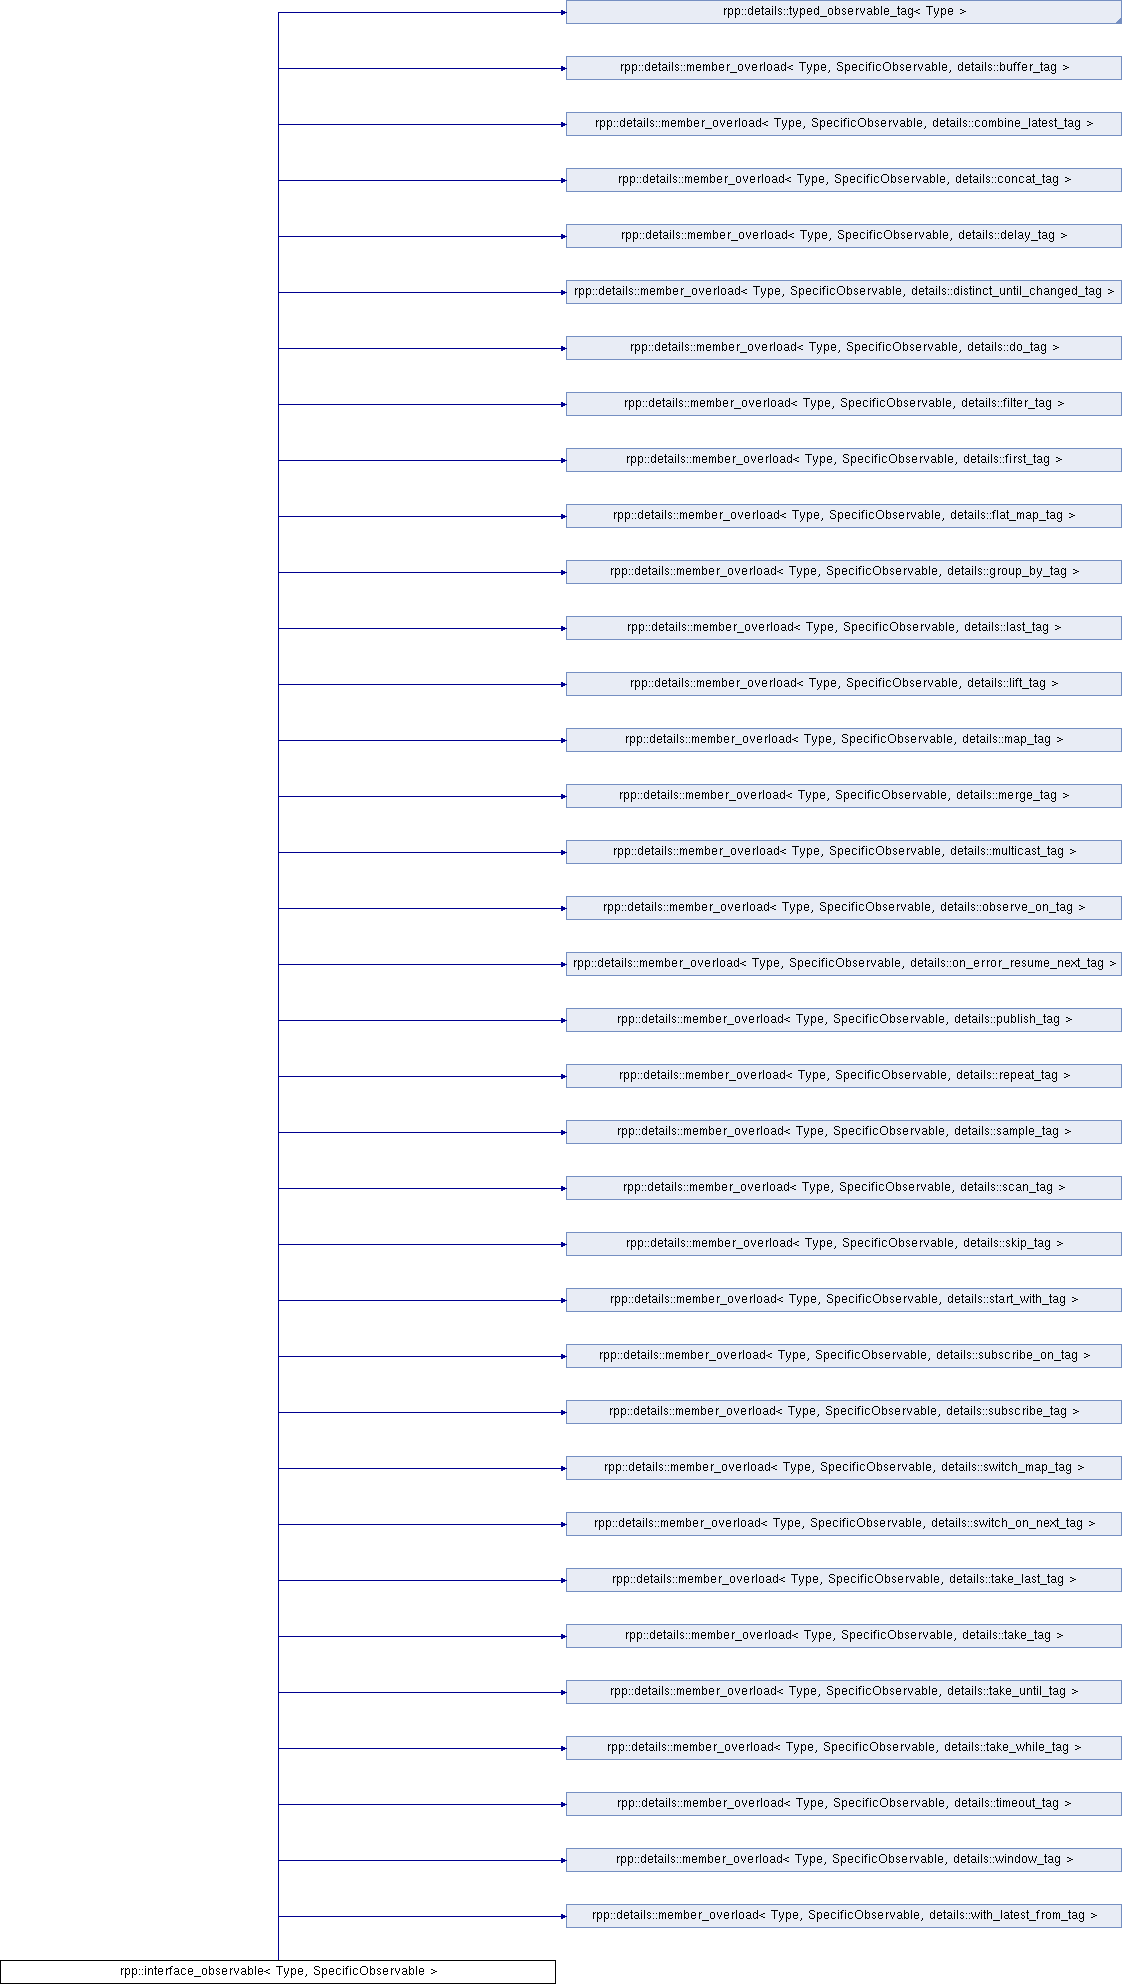 rpp::details::typed_observable_tag< Type >
rpp::details::member_overload< Type, SpecificObservable, details::buffer_tag >
rpp::details::member_overload< Type, SpecificObservable, details::combine_latest_tag >
rpp::details::member_overload< Type, SpecificObservable, details::concat_tag >
rpp::details::member_overload< Type, SpecificObservable, details::delay_tag >
rpp::details::member_overload< Type, SpecificObservable, details::distinct_until_changed_tag >
rpp::details::member_overload< Type, SpecificObservable, details::do_tag >
rpp::details::member_overload< Type, SpecificObservable, details::filter_tag >
rpp::details::member_overload< Type, SpecificObservable, details::first_tag >
rpp::details::member_overload< Type, SpecificObservable, details::flat_map_tag >
rpp::details::member_overload< Type, SpecificObservable, details::group_by_tag >
rpp::details::member_overload< Type, SpecificObservable, details::last_tag >
rpp::details::member_overload< Type, SpecificObservable, details::lift_tag >
rpp::details::member_overload< Type, SpecificObservable, details::map_tag >
rpp::details::member_overload< Type, SpecificObservable, details::merge_tag >
rpp::details::member_overload< Type, SpecificObservable, details::multicast_tag >
rpp::details::member_overload< Type, SpecificObservable, details::observe_on_tag >
rpp::details::member_overload< Type, SpecificObservable, details::on_error_resume_next_tag >
rpp::details::member_overload< Type, SpecificObservable, details::publish_tag >
rpp::details::member_overload< Type, SpecificObservable, details::repeat_tag >
rpp::details::member_overload< Type, SpecificObservable, details::sample_tag >
rpp::details::member_overload< Type, SpecificObservable, details::scan_tag >
rpp::details::member_overload< Type, SpecificObservable, details::skip_tag >
rpp::details::member_overload< Type, SpecificObservable, details::start_with_tag >
rpp::details::member_overload< Type, SpecificObservable, details::subscribe_on_tag >
rpp::details::member_overload< Type, SpecificObservable, details::subscribe_tag >
rpp::details::member_overload< Type, SpecificObservable, details::switch_map_tag >
rpp::details::member_overload< Type, SpecificObservable, details::switch_on_next_tag >
rpp::details::member_overload< Type, SpecificObservable, details::take_last_tag >
rpp::details::member_overload< Type, SpecificObservable, details::take_tag >
rpp::details::member_overload< Type, SpecificObservable, details::take_until_tag >
rpp::details::member_overload< Type, SpecificObservable, details::take_while_tag >
rpp::details::member_overload< Type, SpecificObservable, details::timeout_tag >
rpp::details::member_overload< Type, SpecificObservable, details::window_tag >
rpp::details::member_overload< Type, SpecificObservable, details::with_latest_from_tag >
rpp::interface_observable< Type, SpecificObservable >